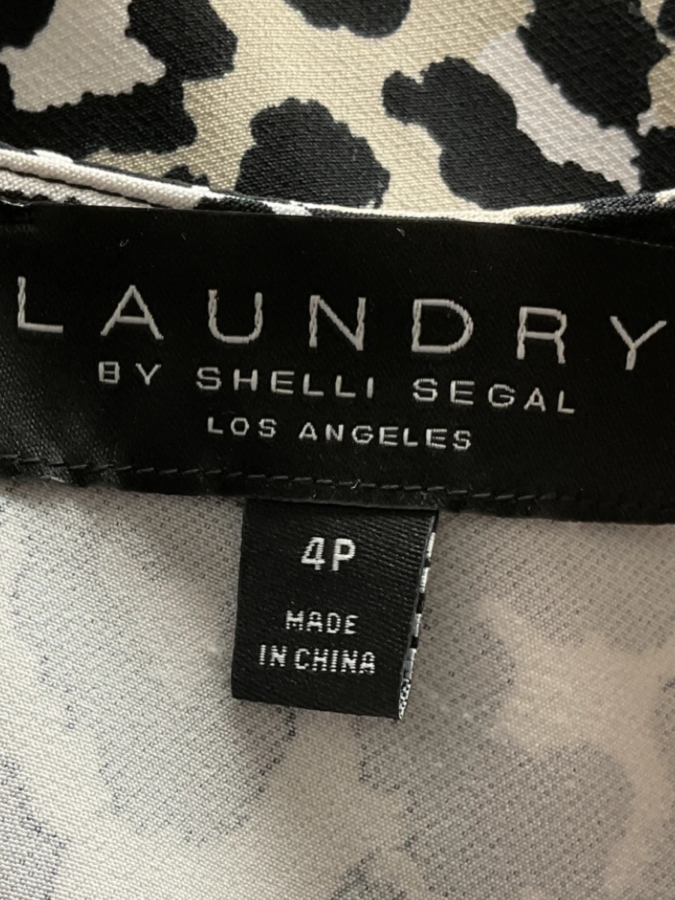 LAUNDRY
BY SHELLI SEGAL
LOS ANGELES
4P
MADE
IN CHINA